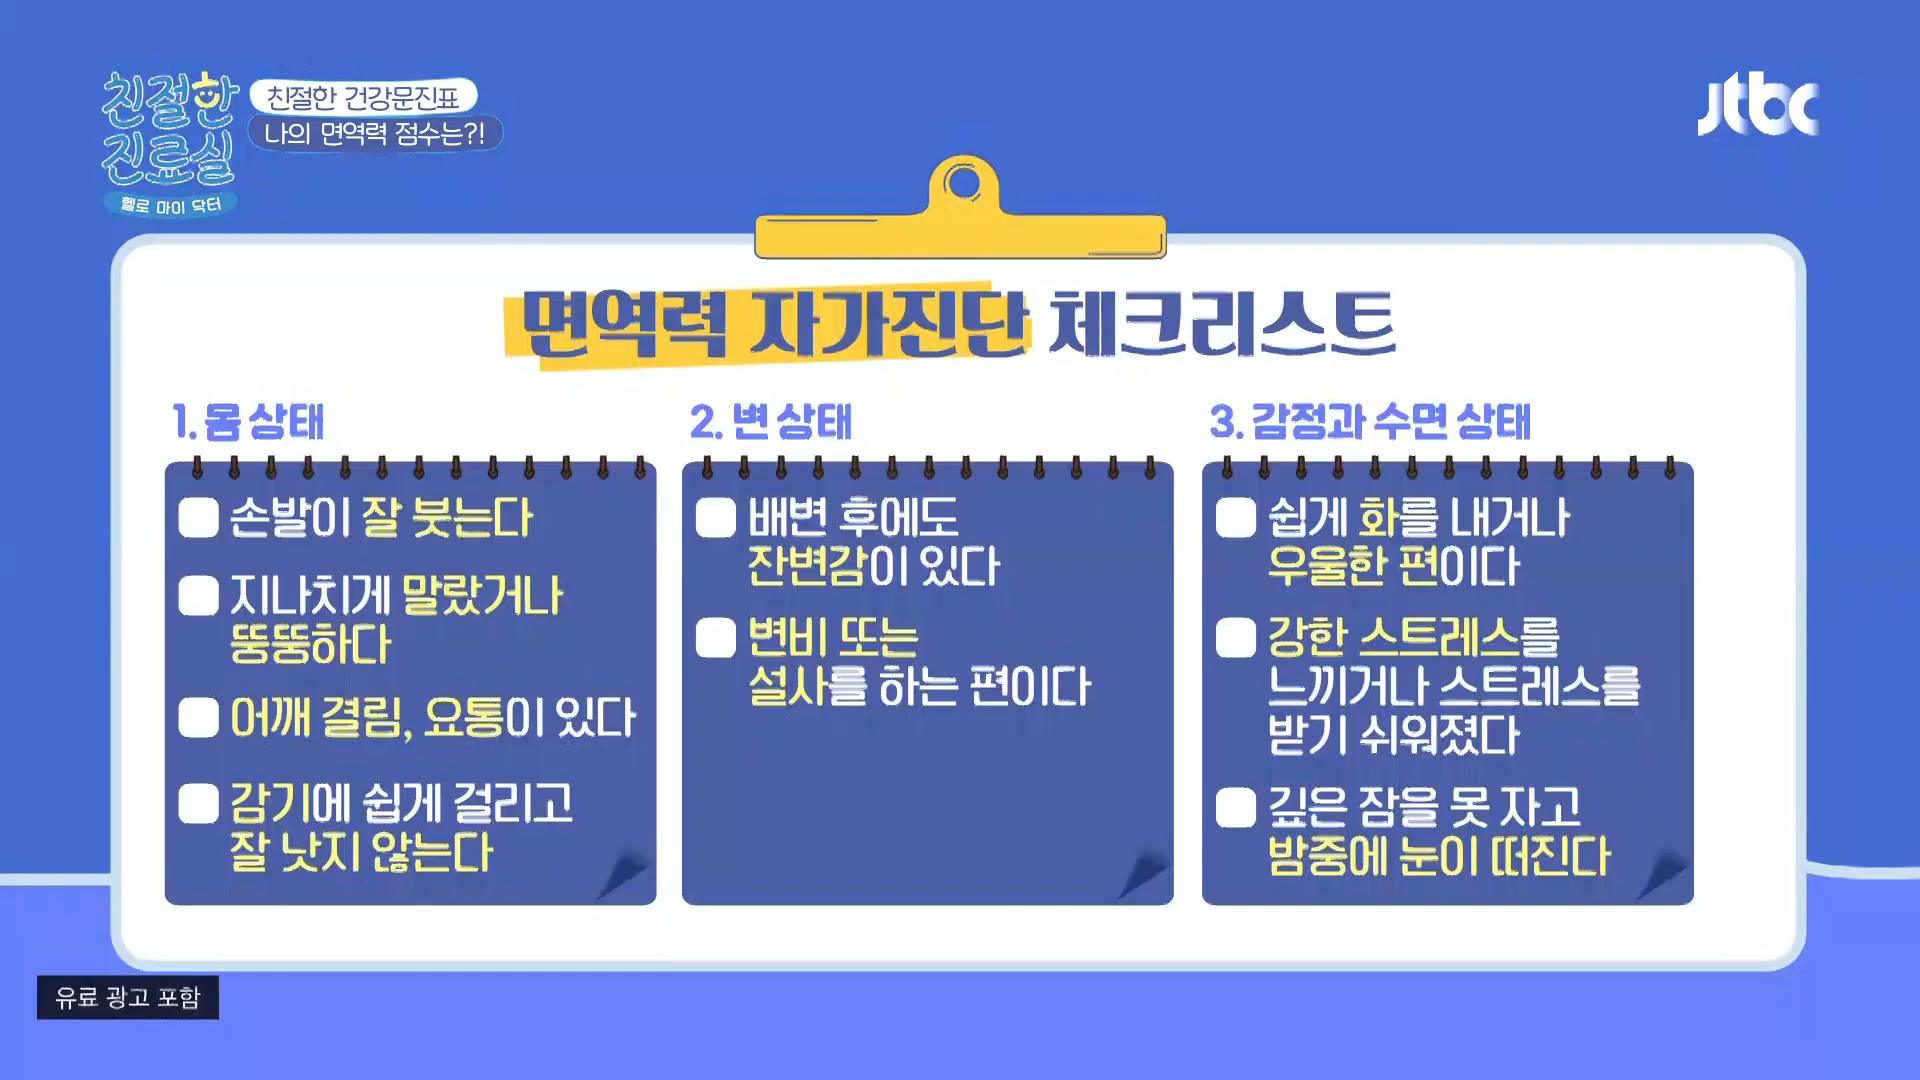 친절한
진료실
헬로 마이 닥터
친절한 건강문진표
나의 면역력 점수는?!
jtbc
면역력 자가진단 체크리스트
1. 몸 상태
손발이 잘 붓는다
지나치게 말랐거나
뚱뚱하다
어깨 결림, 요통이 있다
감기에 쉽게 걸리고
잘 낫지 않는다
2. 변 상태
배변 후에도
잔변감이 있다
변비 또는
설사를 하는 편이다
3. 감정과 수면 상태
쉽게 화를 내거나
우울한 편이다
강한 스트레스를
느끼거나 스트레스를
받기 쉬워졌다
깊은 잠을 못 자고
밤중에 눈이 떠진다
유료 광고 포함